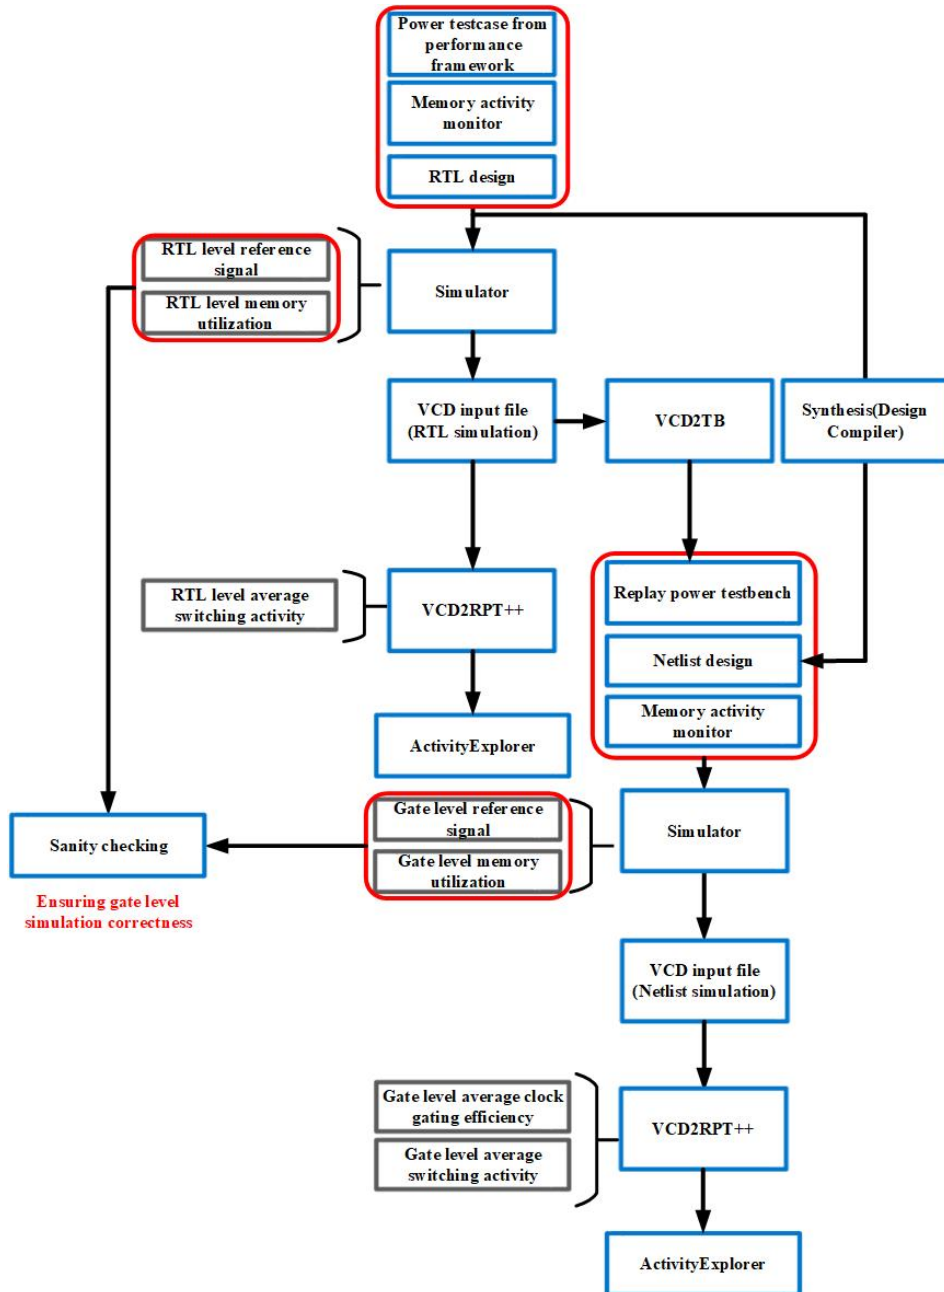 Power testcase from
performance
framework
Memory activity
monitor
RTL design
RTL level reference
signal
RTL level memory
utilization
Simulator
VCD input file
(RTL simulation)
VCD2TB
Synthesis(Design
Compiler)
RTL level average
switching activity
VCD2RPT++
Replay power testbench
Netlist design
Memory activity
monitor
ActivityExplorer
Gate level reference
signal
Gate level memory
utilization
Simulator
Sanity checking
Ensuring gate level
simulation correctness
VCD input file
(Netlist simulation)
Gate level average clock
gating efficiency
Gate level average
switching activity
VCD2RPT++
ActivityExplorer